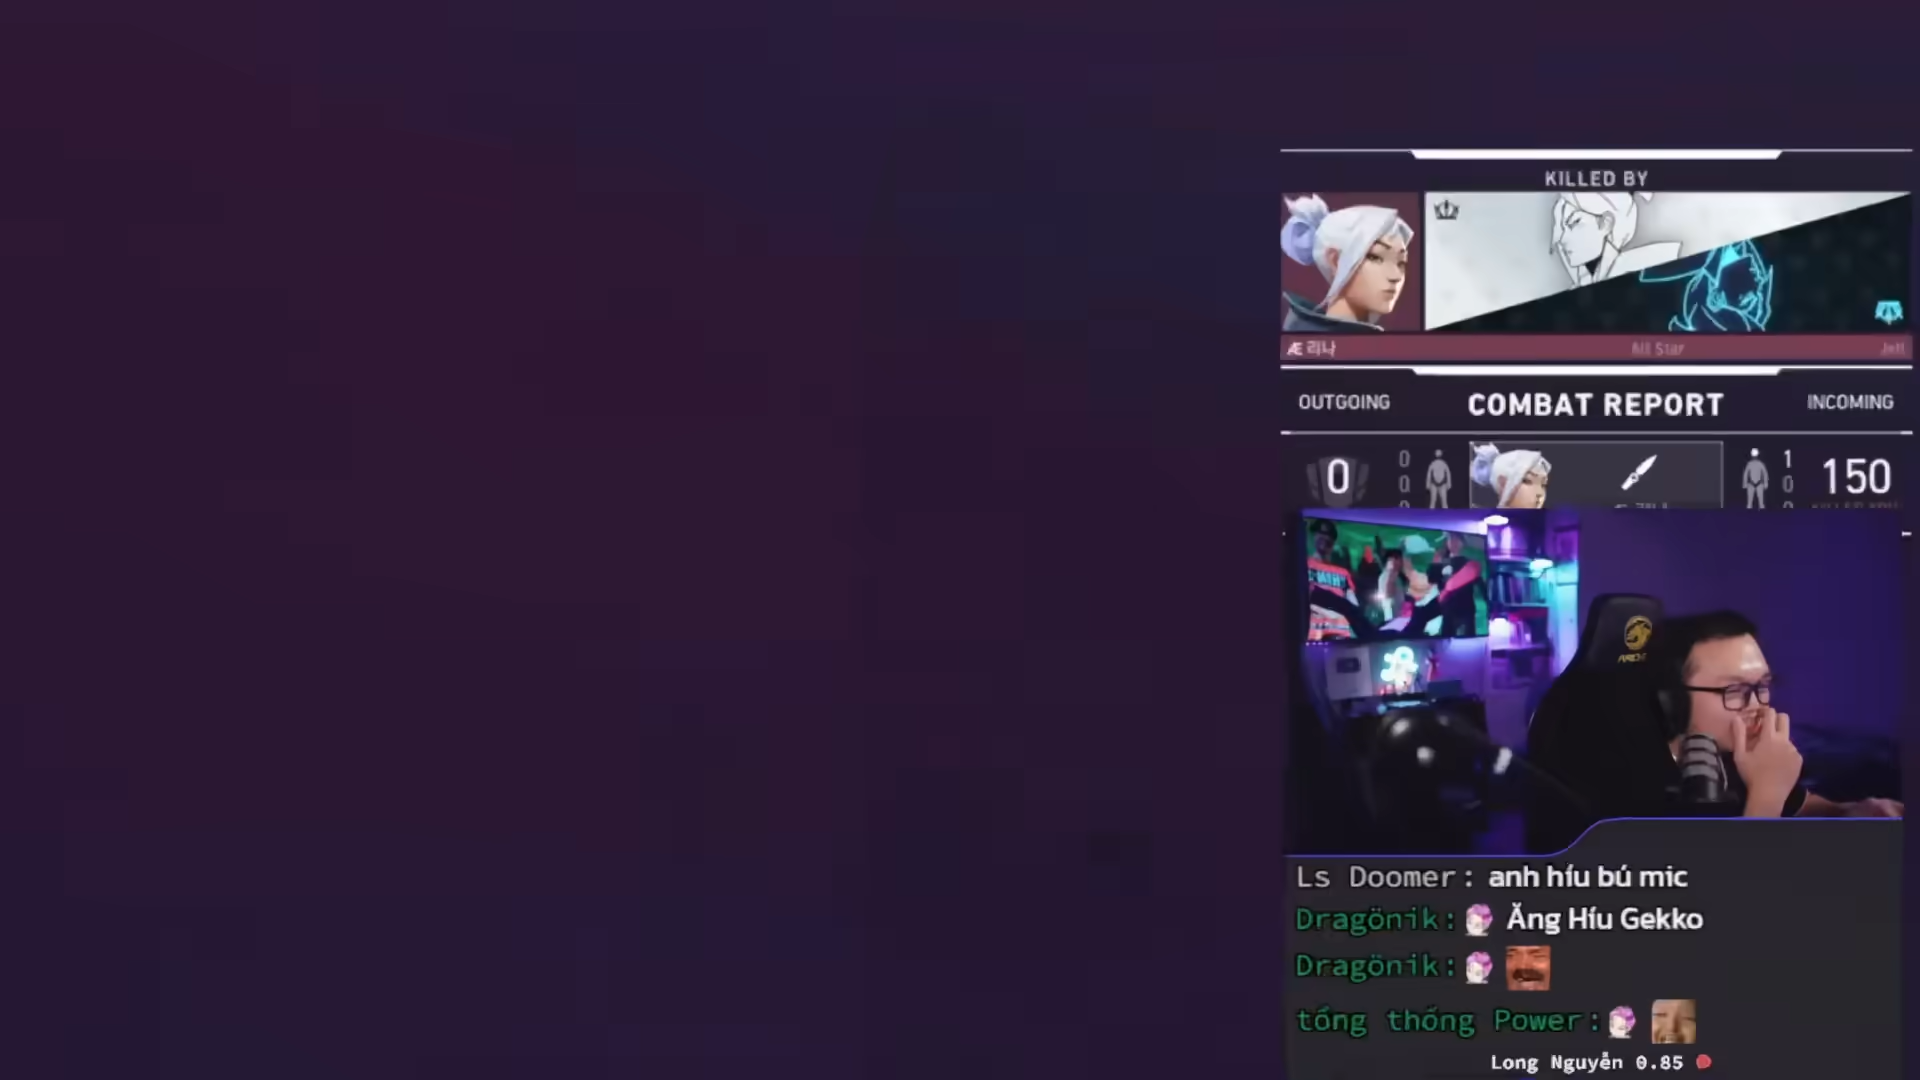 KILLED BY
Æ 리나 All Star Jett
OUTGOING COMBAT REPORT INCOMING
0 0 0 1 0 150
Ls Doomer: anh híu bú mic
Dragönik: Ăng Híu Gekko
Dragönik:
tổng thống Power:
Long Nguyễn 0.85